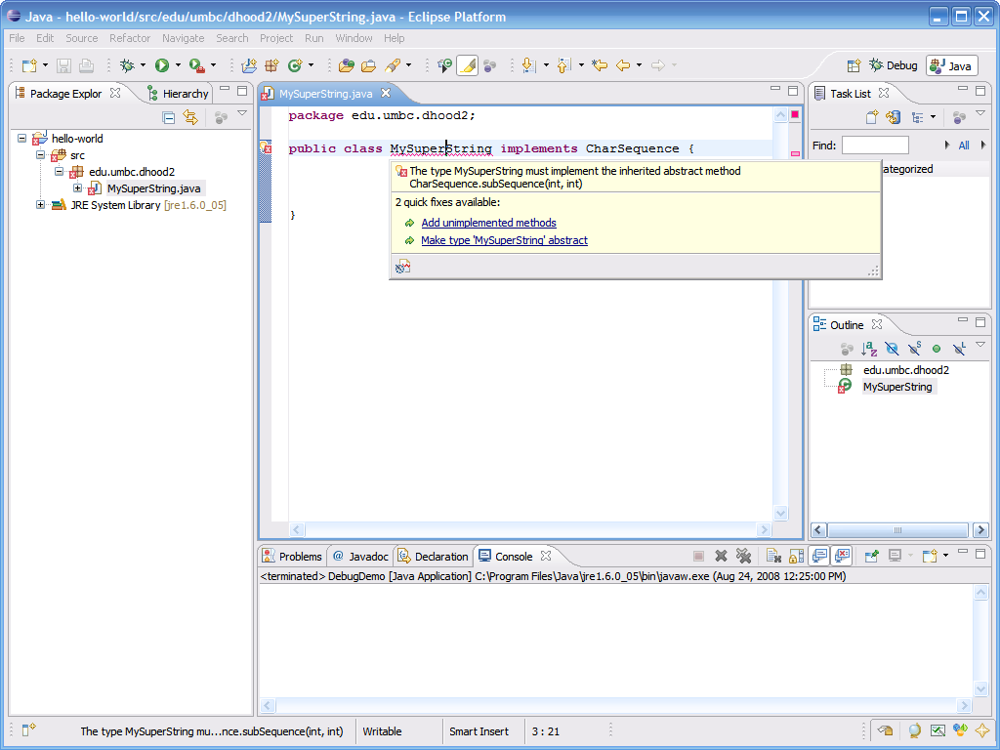 Java - hello-world/src/edu/umbc/dhood2/MySuperString.java - Eclipse Platform
File Edit Source Refactor Navigate Search Project Run Window Help
Debug Java
Package Explor Hierarchy
hello-world
src
edu.umbc.dhood2
MySuperString.java
JRE System Library [jre1.6.0_05]
MySuperString.java
package edu.umbc.dhood2;
public class MySuperString implements CharSequence {
}
The type MySuperString must implement the inherited abstract method
CharSequence.subSequence(int, int)
2 quick fixes available:
Add unimplemented methods
Make type 'MySuperString' abstract
Task List
Find: All
ategorized
Outline
edu.umbc.dhood2
MySuperString
Problems @ Javadoc Declaration Console
<terminated> DebugDemo [Java Application] C:\Program Files\Java\jre1.6.0_05\bin\javaw.exe (Aug 24, 2008 12:25:00 PM)
The type MySuperString mu...nce.subSequence(int, int) Writable Smart Insert 3 : 21